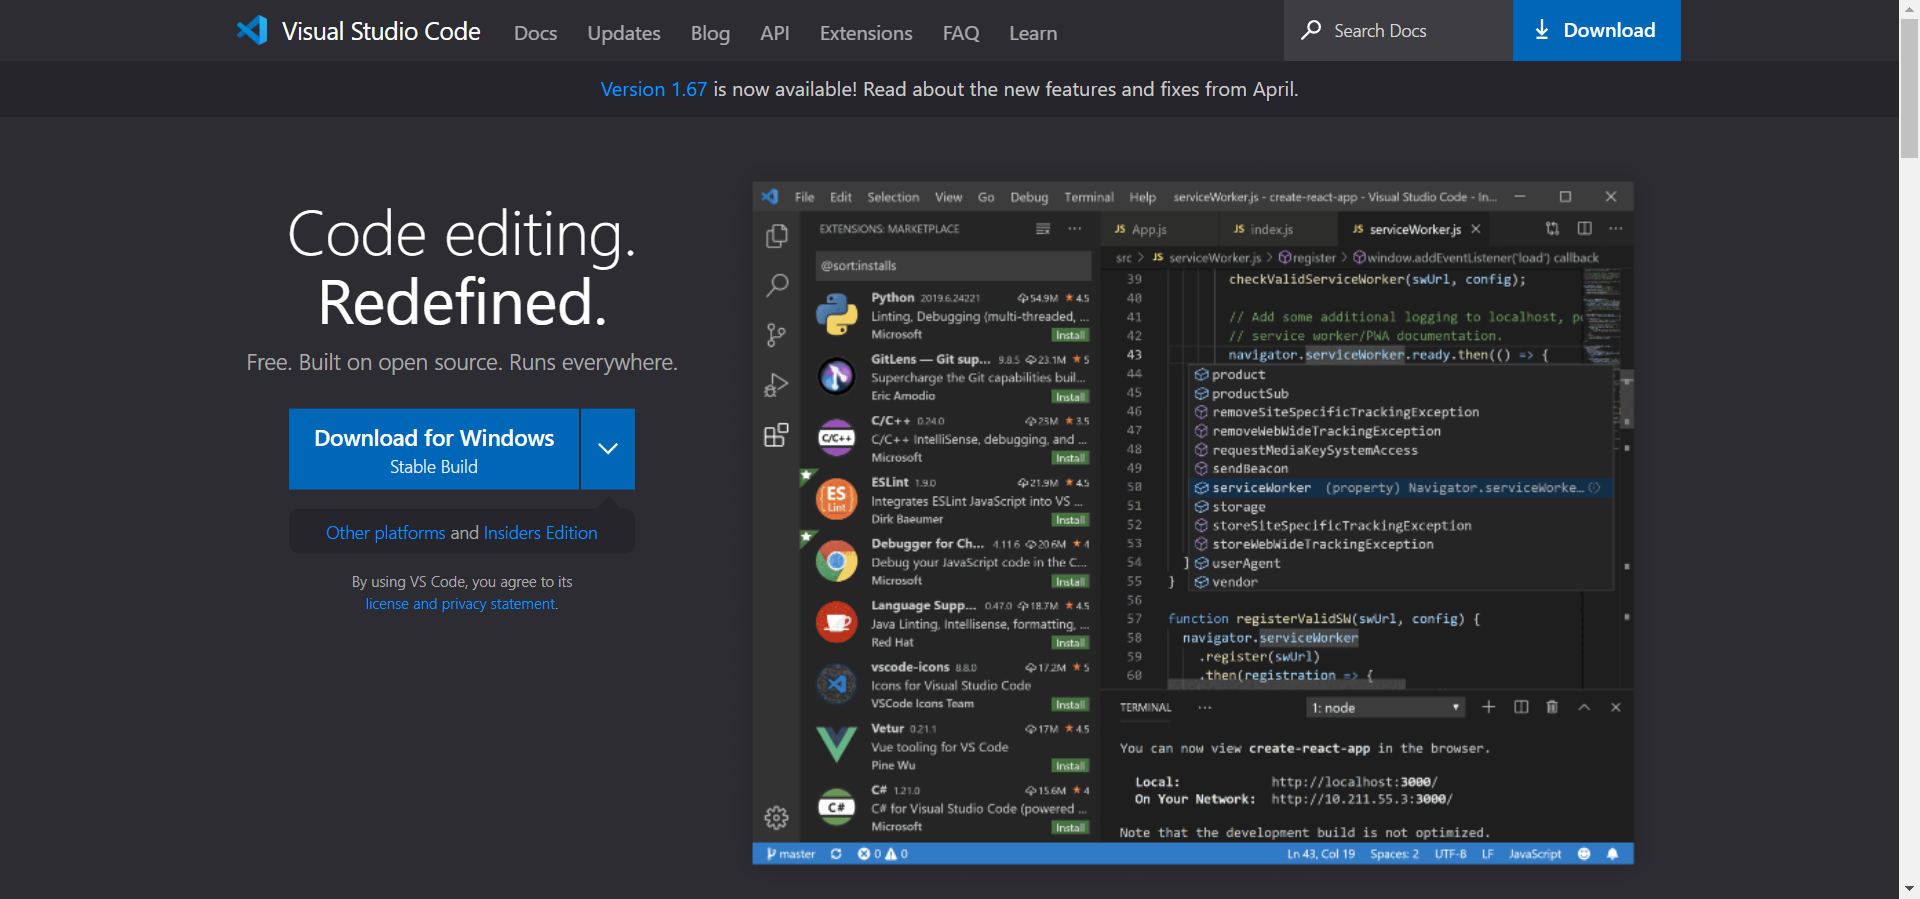 Visual Studio Code Docs Updates Blog API Extensions FAQ Learn Search Docs Download
Version 1.67 is now available! Read about the new features and fixes from April.
Code editing.
Redefined.
Free. Built on open source. Runs everywhere.
Download for Windows
Stable Build
Other platforms and Insiders Edition
By using VS Code, you agree to its
license and privacy statement.
File Edit Selection View Go Debug Terminal Help serviceWorker.js - create-react-app - Visual Studio Code - In...
EXTENSIONS: MARKETPLACE
@sort:installs
Python 2019.6.24221 54.9M 4.5
Linting, Debugging (multi-threaded, ...
Microsoft Install
GitLens — Git sup... 9.8.5 23.1M 5
Supercharge the Git capabilities buil...
Eric Amodio Install
C/C++
C/C++ 0.24.0 23M 3.5
C/C++ IntelliSense, debugging, and ...
Microsoft Install
ES
Lint
ESLint 1.9.0 21.9M 4.5
Integrates ESLint JavaScript into VS ...
Dirk Baeumer Install
Debugger for Ch... 4.11.6 20.6M 4
Debug your JavaScript code in the C...
Microsoft Install
Language Supp... 0.47.0 18.7M 4.5
Java Linting, Intellisense, formatting, ...
Red Hat Install
vscode-icons 8.8.0 17.2M 5
Icons for Visual Studio Code
VSCode Icons Team Install
Vetur 0.21.1 17M 4.5
Vue tooling for VS Code
Pine Wu Install
C#
C# 1.21.0 15.6M 4
C# for Visual Studio Code (powered ...
Microsoft Install
JS App.js JS index.js JS serviceWorker.js
src > JS serviceWorker.js > register > window.addEventListener('load') callback
39 checkValidServiceWorker(swUrl, config);
40
41 // Add some additional logging to localhost, po
42 // service worker/PWA documentation.
43 navigator.serviceWorker.ready.then(() => {
44 product
45 productSub
46 removeSiteSpecificTrackingException
47 removeWebWideTrackingException
48 requestMediaKeySystemAccess
49 sendBeacon
50 serviceWorker (property) Navigator.serviceWorke...
51 storage
52 storeSiteSpecificTrackingException
53 storeWebWideTrackingException
54 } userAgent
55 } vendor
56
57 function registerValidSW(swUrl, config) {
58 navigator.serviceWorker
59 .register(swUrl)
60 .then(registration => {
TERMINAL ... 1: node
You can now view create-react-app in the browser.
Local: http://localhost:3000/
On Your Network: http://10.211.55.3:3000/
Note that the development build is not optimized.
master 0 0 Ln 43, Col 19 Spaces: 2 UTF-8 LF JavaScript